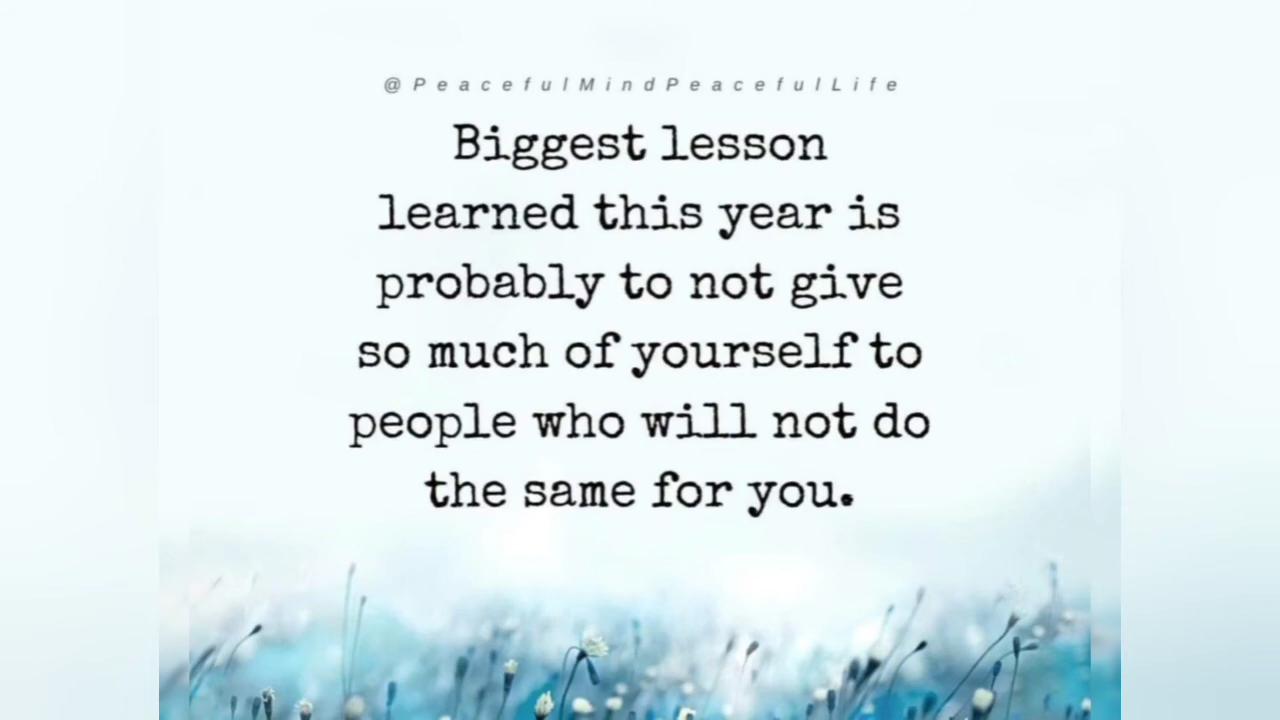 @PeacefulMindPeacefulLife
Biggest lesson
learned this year is
probably to not give
so much of yourself to
people who will not do
the same for you.